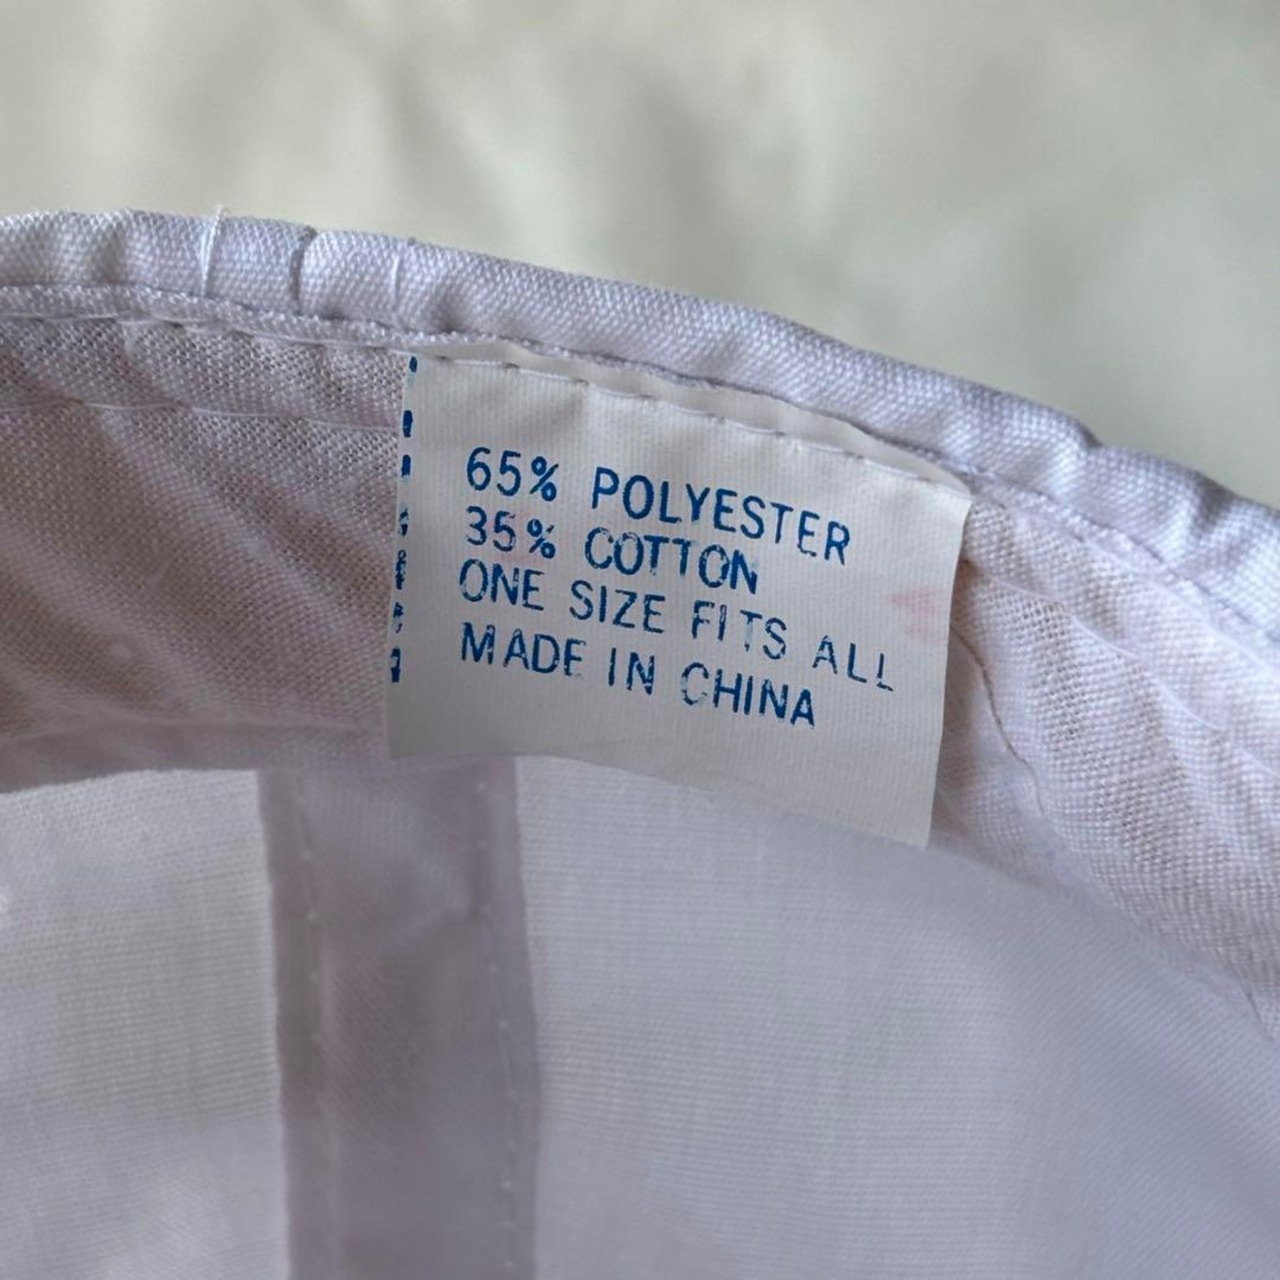 65% POLYESTER
35% COTTON
ONE SIZE FITS ALL
MADE IN CHINA